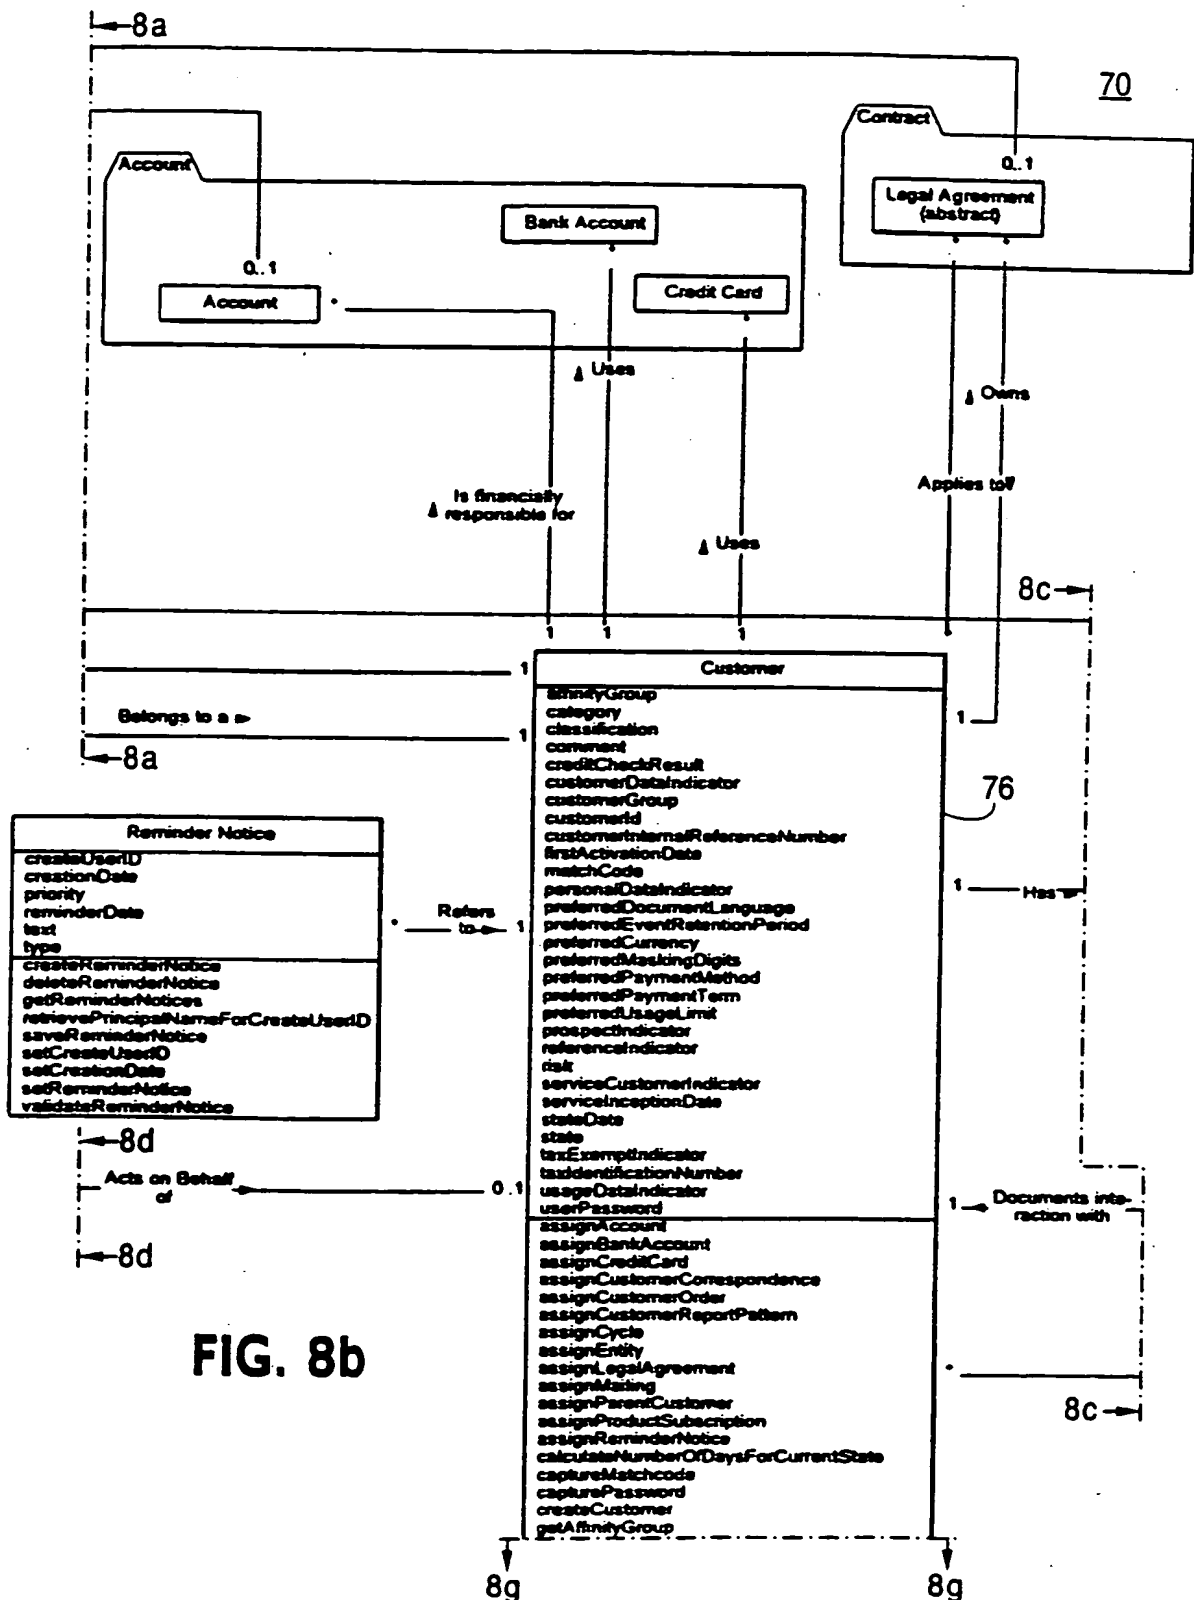 8a
70
Contract
0..1
Legal Agreement
(abstract)
*
*
Account
Bank Account
*
0..1
Account
*
Credit Card
*
Uses
Owns
Is financially
responsible for
Applies to
Uses
8c
1
1
1
*
1
Customer
affinityGroup
category
classification
comment
creditCheckResult
customerDataIndicator
customerGroup
customerId
customerInternalReferenceNumber
firstActivationDate
matchCode
personalDataIndicator
preferredDocumentLanguage
preferredEventRetentionPeriod
preferredCurrency
preferredMaskingDigits
preferredPaymentMethod
preferredPaymentTerm
preferredUsageLimit
prospectIndicator
referenceIndicator
risk
serviceCustomerIndicator
serviceInceptionDate
stateDate
state
taxExemptIndicator
taxIdentificationNumber
usageDataIndicator
userPassword
assignAccount
assignBankAccount
assignCreditCard
assignCustomerCorrespondence
assignCustomerOrder
assignCustomerReportPattern
assignCycle
assignEntity
assignLegalAgreement
assignMailing
assignParentCustomer
assignProductSubscription
assignReminderNotice
calculateNumberOfDaysForCurrentState
captureMatchcode
capturePassword
createCustomer
getAffinityGroup
Belongs to a
1
1
8a
76
Reminder Notice
createUserID
creationDate
priority
reminderDate
text
type
createReminderNotice
deleteReminderNotice
getReminderNotices
retrievePrincipalNameForCreateUserID
saveReminderNotice
setCreateUserID
setCreationDate
setReminderNotice
validateReminderNotice
* Refers
to 1
1 Has
8d
Acts on Behalf
of
0..1
8d
1 Documents inte-
raction with
*
8c
FIG. 8b
8g
8g